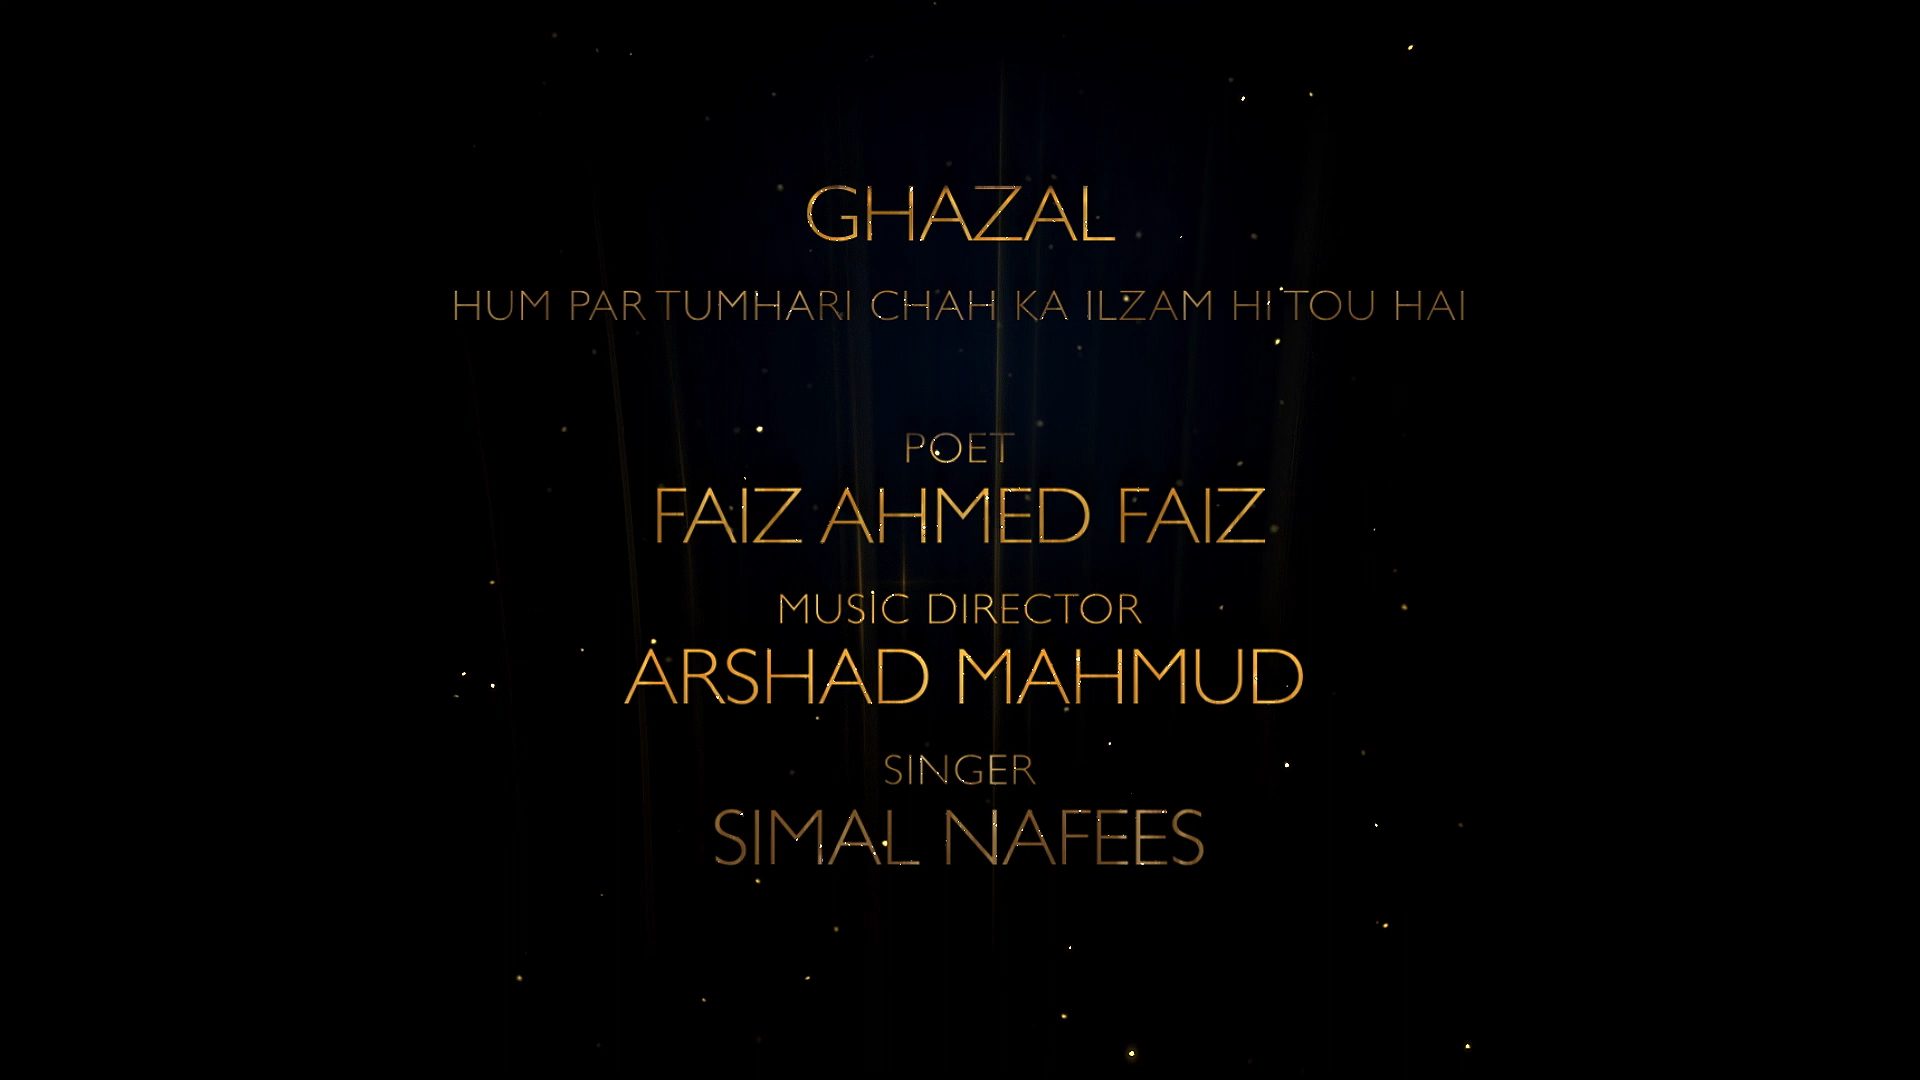 GHAZAL
HUM PAR TUMHARI CHAH KA ILZAM HI TOU HAI
POET
FAIZ AHMED FAIZ
MUSIC DIRECTOR
ARSHAD MAHMUD
SINGER
SIMAL NAFEES